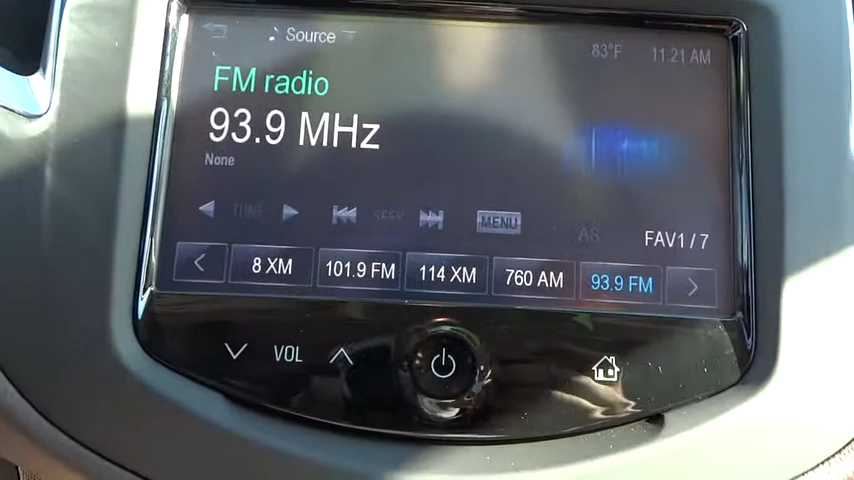 Source
83°F 11:21 AM
FM radio
93.9 MHz
None
TUNE SEEK MENU AS FAV1 / 7
8 XM 101.9 FM 114 XM 760 AM 93.9 FM
VOL